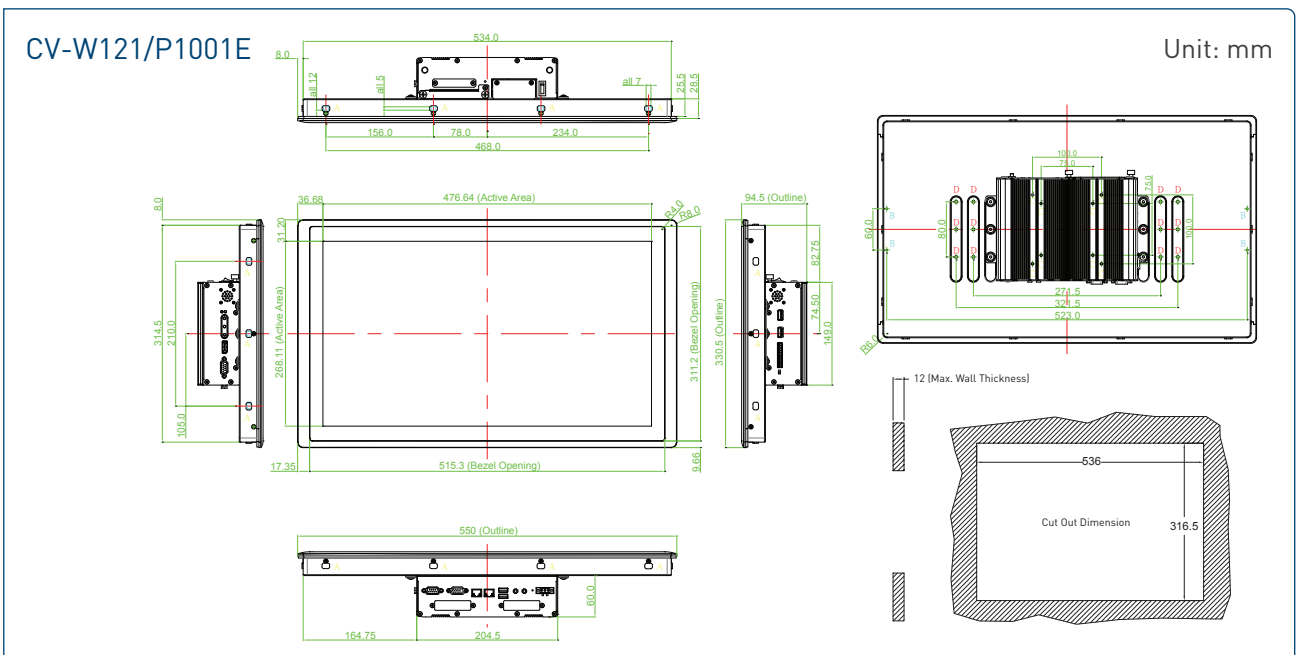 CV-W121/P1001E
Unit: mm
534.0
8.0
all 12
all 5
all 7
25.5
28.5
A
A
A
A
156.0
78.0
234.0
468.0
100.0
75.0
75.0
100.0
D
D
D
D
D
D
D
D
D
D
D
D
B
B
B
B
60.0
80.0
271.5
321.5
523.0
R6.0
36.68
476.64 (Active Area)
94.5 (Outline)
8.0
31.20
R4.0
R8.0
82.75
74.50
149.0
314.5
210.0
105.0
268.11 (Active Area)
311.2 (Bezel Opening)
330.5 (Outline)
A
A
A
A
A
A
17.35
515.3 (Bezel Opening)
9.66
12 (Max. Wall Thickness)
536
Cut Out Dimension
316.5
550 (Outline)
A
A
A
A
60.0
164.75
204.5